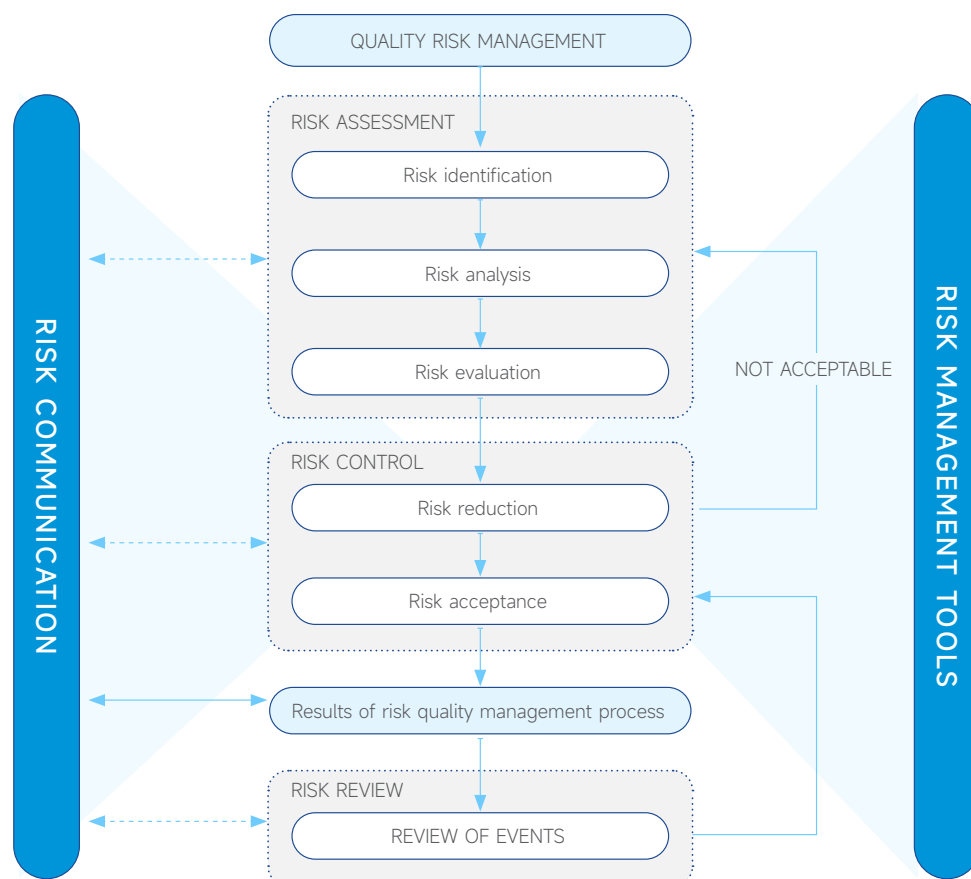 QUALITY RISK MANAGEMENT
RISK ASSESSMENT
Risk identification
Risk analysis
Risk evaluation
NOT ACCEPTABLE
RISK CONTROL
Risk reduction
Risk acceptance
Results of risk quality management process
RISK REVIEW
REVIEW OF EVENTS
RISK COMMUNICATION
RISK MANAGEMENT TOOLS